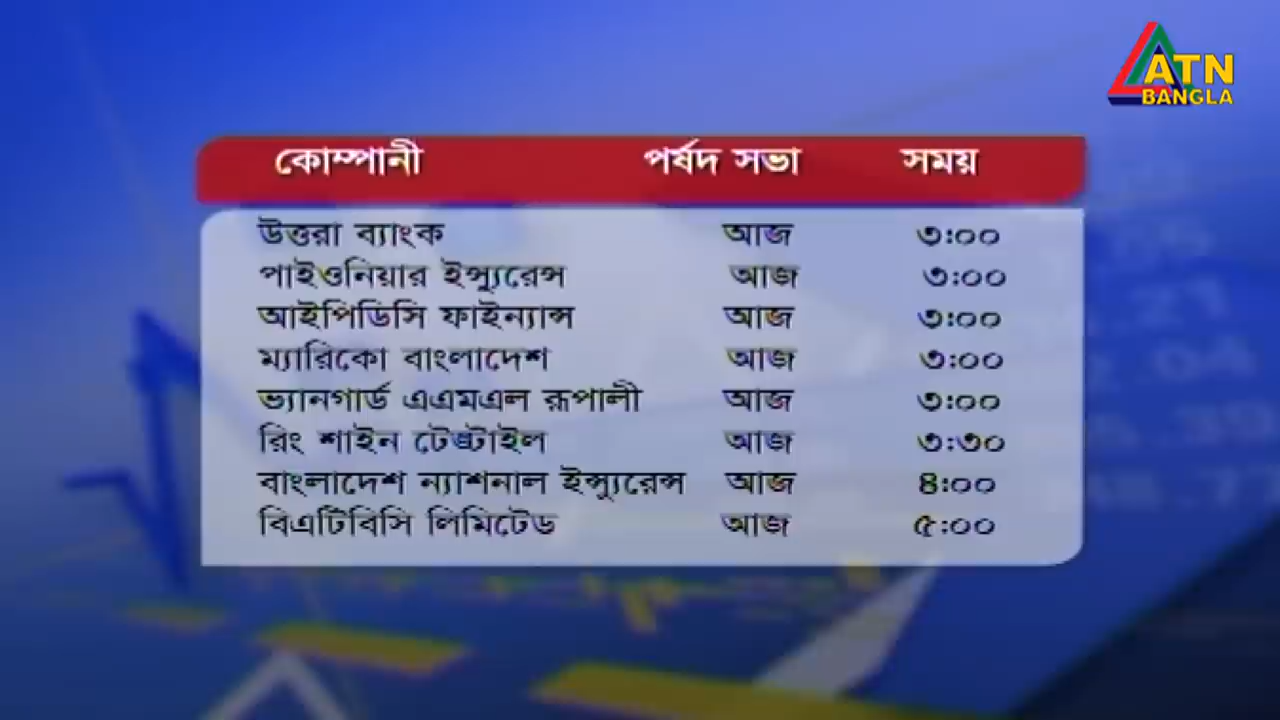 ATN
BANGLA
কোম্পানী পর্ষদ সভা সময়
উত্তরা ব্যাংক আজ ৩:০০
পাইওনিয়ার ইন্স্যুরেন্স আজ ৩:০০
আইপিডিসি ফাইন্যান্স আজ ৩:০০
ম্যারিকো বাংলাদেশ আজ ৩:০০
ভ্যানগার্ড এএমএল রূপালী আজ ৩:০০
রিং শাইন টেক্সটাইল আজ ৩:৩০
বাংলাদেশ ন্যাশনাল ইন্স্যুরেন্স আজ ৪:০০
বিএটিবিসি লিমিটেড আজ ৫:০০